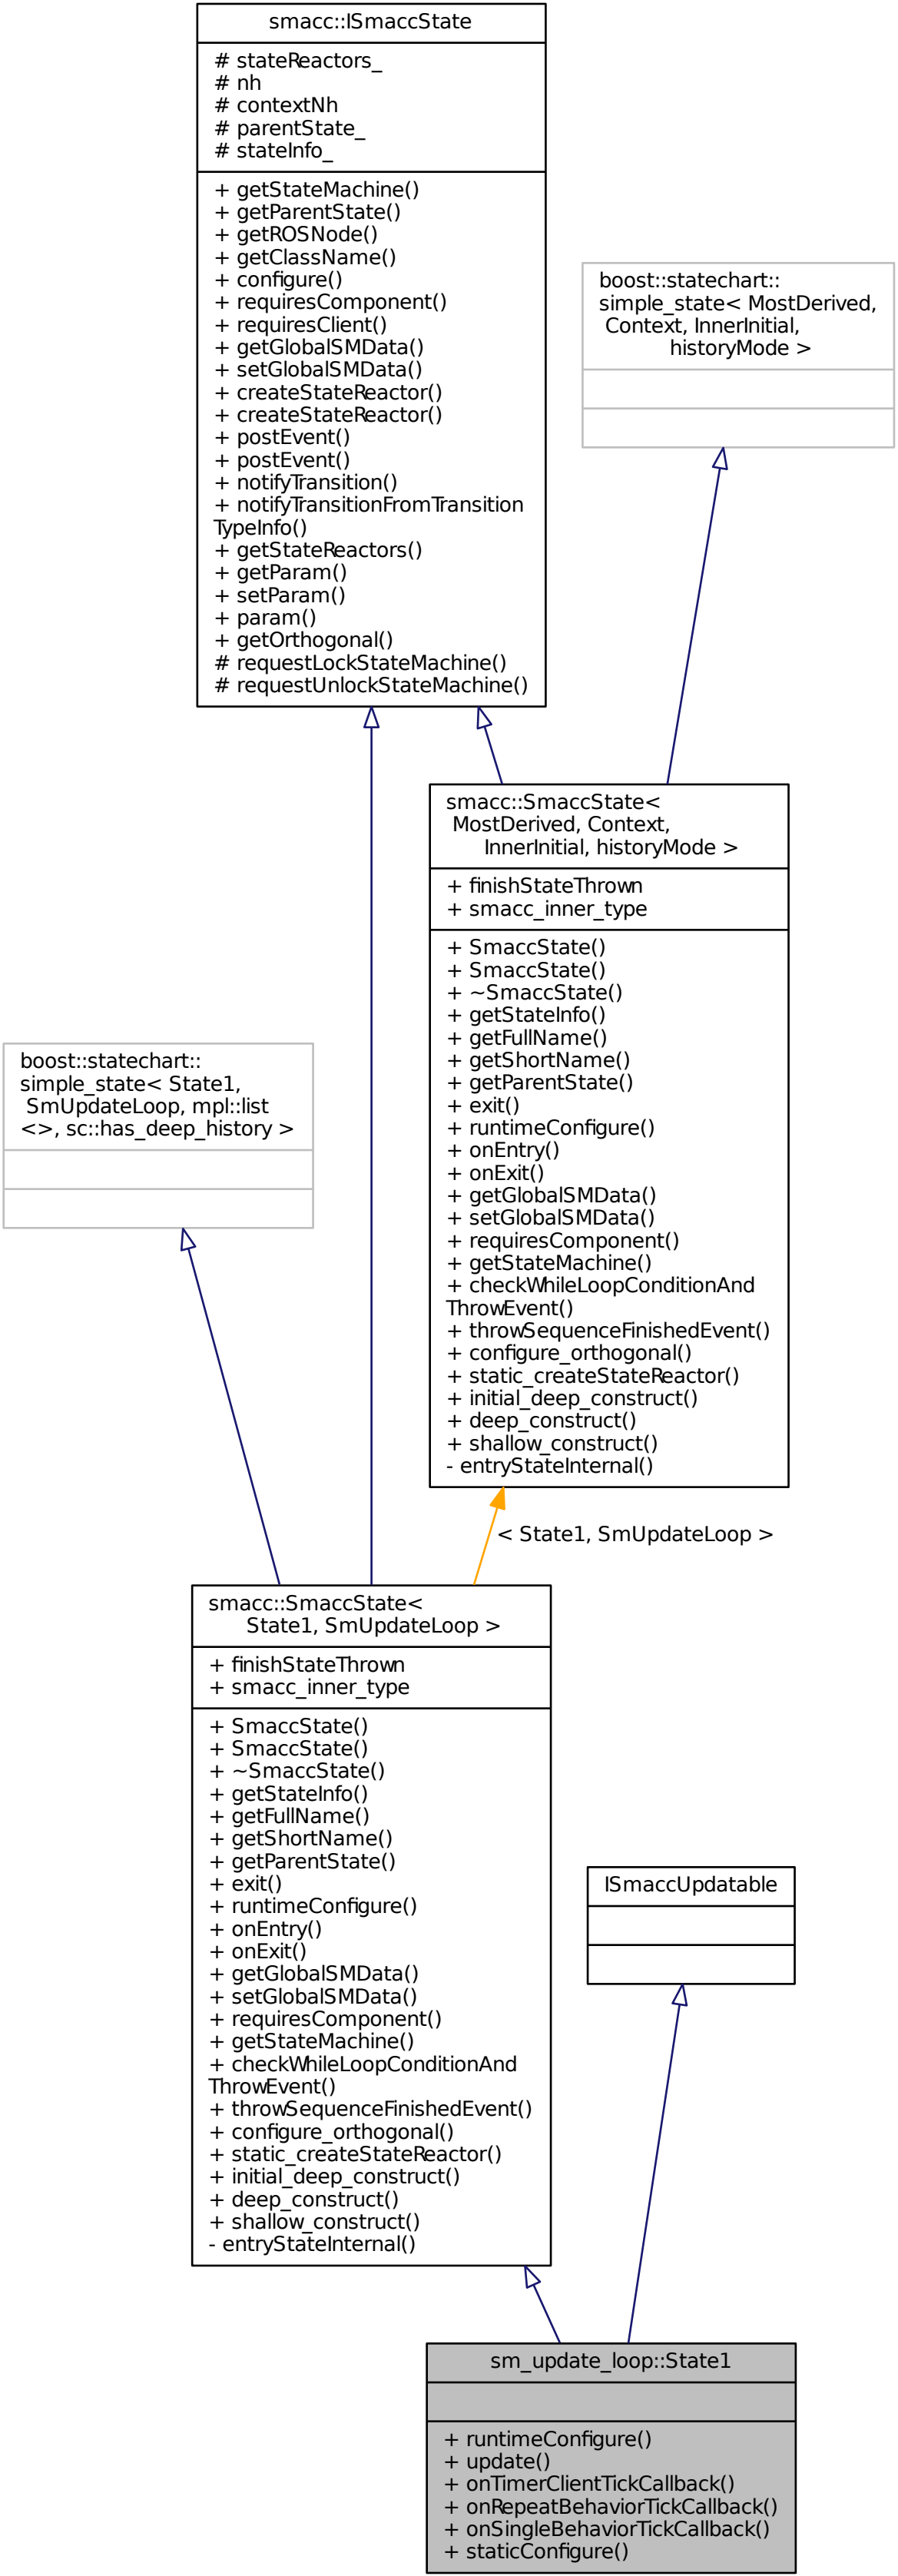 smacc::ISmaccState
# stateReactors_
# nh
# contextNh
# parentState_
# stateInfo_
+ getStateMachine()
+ getParentState()
+ getROSNode()
+ getClassName()
+ configure()
+ requiresComponent()
+ requiresClient()
+ getGlobalSMData()
+ setGlobalSMData()
+ createStateReactor()
+ createStateReactor()
+ postEvent()
+ postEvent()
+ notifyTransition()
+ notifyTransitionFromTransition
TypeInfo()
+ getStateReactors()
+ getParam()
+ setParam()
+ param()
+ getOrthogonal()
# requestLockStateMachine()
# requestUnlockStateMachine()
boost::statechart::
simple_state< MostDerived,
Context, InnerInitial,
historyMode >
smacc::SmaccState<
MostDerived, Context,
InnerInitial, historyMode >
+ finishStateThrown
+ smacc_inner_type
+ SmaccState()
+ SmaccState()
+ ~SmaccState()
+ getStateInfo()
+ getFullName()
+ getShortName()
+ getParentState()
+ exit()
+ runtimeConfigure()
+ onEntry()
+ onExit()
+ getGlobalSMData()
+ setGlobalSMData()
+ requiresComponent()
+ getStateMachine()
+ checkWhileLoopConditionAnd
ThrowEvent()
+ throwSequenceFinishedEvent()
+ configure_orthogonal()
+ static_createStateReactor()
+ initial_deep_construct()
+ deep_construct()
+ shallow_construct()
- entryStateInternal()
boost::statechart::
simple_state< State1,
SmUpdateLoop, mpl::list
<>, sc::has_deep_history >
< State1, SmUpdateLoop >
smacc::SmaccState<
State1, SmUpdateLoop >
+ finishStateThrown
+ smacc_inner_type
+ SmaccState()
+ SmaccState()
+ ~SmaccState()
+ getStateInfo()
+ getFullName()
+ getShortName()
+ getParentState()
+ exit()
+ runtimeConfigure()
+ onEntry()
+ onExit()
+ getGlobalSMData()
+ setGlobalSMData()
+ requiresComponent()
+ getStateMachine()
+ checkWhileLoopConditionAnd
ThrowEvent()
+ throwSequenceFinishedEvent()
+ configure_orthogonal()
+ static_createStateReactor()
+ initial_deep_construct()
+ deep_construct()
+ shallow_construct()
- entryStateInternal()
ISmaccUpdatable
sm_update_loop::State1
+ runtimeConfigure()
+ update()
+ onTimerClientTickCallback()
+ onRepeatBehaviorTickCallback()
+ onSingleBehaviorTickCallback()
+ staticConfigure()